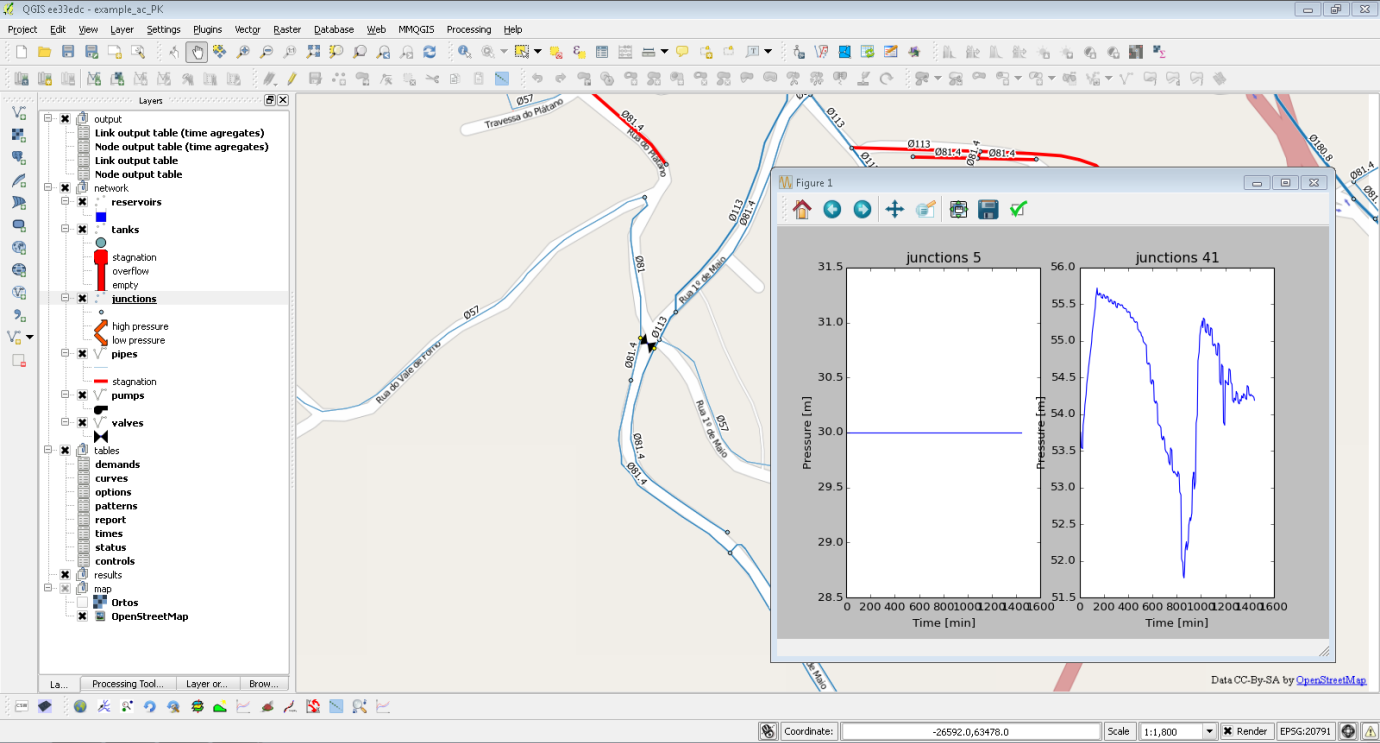 QGIS ee33edc - example_ac_PK
Project Edit View Layer Settings Plugins Vector Raster Database Web MMQGIS Processing Help
Layers
output
Link output table (time agregates)
Node output table (time agregates)
Link output table
Node output table
network
reservoirs
tanks
stagnation
overflow
empty
junctions
high pressure
low pressure
pipes
stagnation
pumps
valves
tables
demands
curves
options
patterns
report
times
status
controls
results
map
Ortos
OpenStreetMap
La... Processing Tool... Layer or... Brow...
Ø57
Travessa do Plátano
Ø81.4
Rua do Plátano
Ø113
Ø113
Ø81.4
Ø81.4
Ø81.4
Ø180.8
Ø81.4
Ø113
Ø81.4
Ø81
Rua 1º de Maio
Ø57
Ø113
Ø81.4
Rua do Vale de Forno
Rua 1º de Maio
Ø57
Ø81.4
Ø81.4
Figure 1
junctions 5
31.5
31.0
30.5
30.0
29.5
29.0
28.5
Pressure [m]
0 200 400 600 800 1000 1200 1400 1600
Time [min]
junctions 41
56.0
55.5
55.0
54.5
54.0
53.5
53.0
52.5
52.0
51.5
Pressure [m]
0 200 400 600 800 1000 1200 1400 1600
Time [min]
Data CC-By-SA by OpenStreetMap
Coordinate: -26592.0,63478.0 Scale 1:1,800 Render EPSG:20791